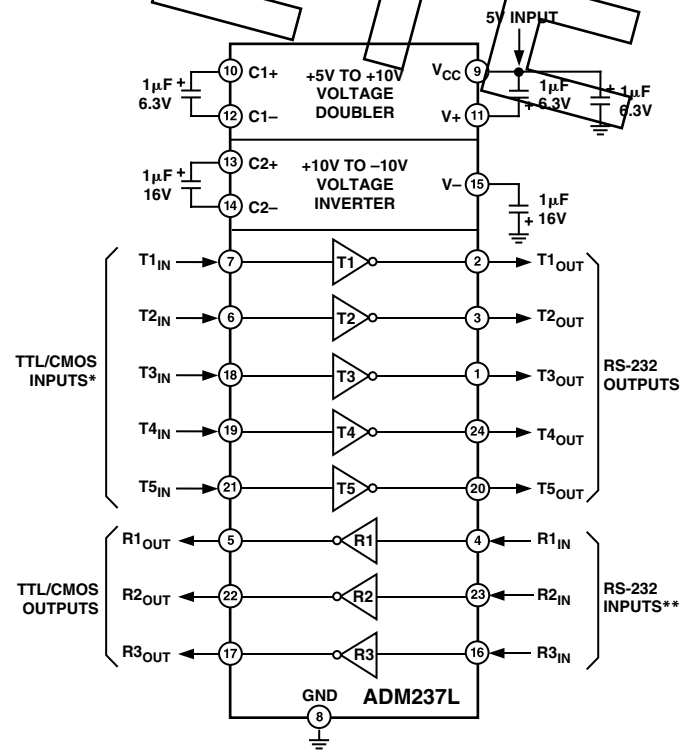 5V INPUT
10 C1+
+5V TO +10V
VOLTAGE
DOUBLER
VCC 9
1μF +
6.3V
12 C1–
V+ 11
1μF
+ 6.3V
+ 1μF
6.3V
13 C2+
+10V TO –10V
VOLTAGE
INVERTER
V– 15
1μF +
16V
14 C2–
1μF
+ 16V
T1IN 7 T1 2 T1OUT
T2IN 6 T2 3 T2OUT
TTL/CMOS
INPUTS*
T3IN 18 T3 1 T3OUT
RS-232
OUTPUTS
T4IN 19 T4 24 T4OUT
T5IN 21 T5 20 T5OUT
R1OUT 5 R1 4 R1IN
TTL/CMOS
OUTPUTS
R2OUT 22 R2 23 R2IN
RS-232
INPUTS**
R3OUT 17 R3 16 R3IN
GND
8
ADM237L